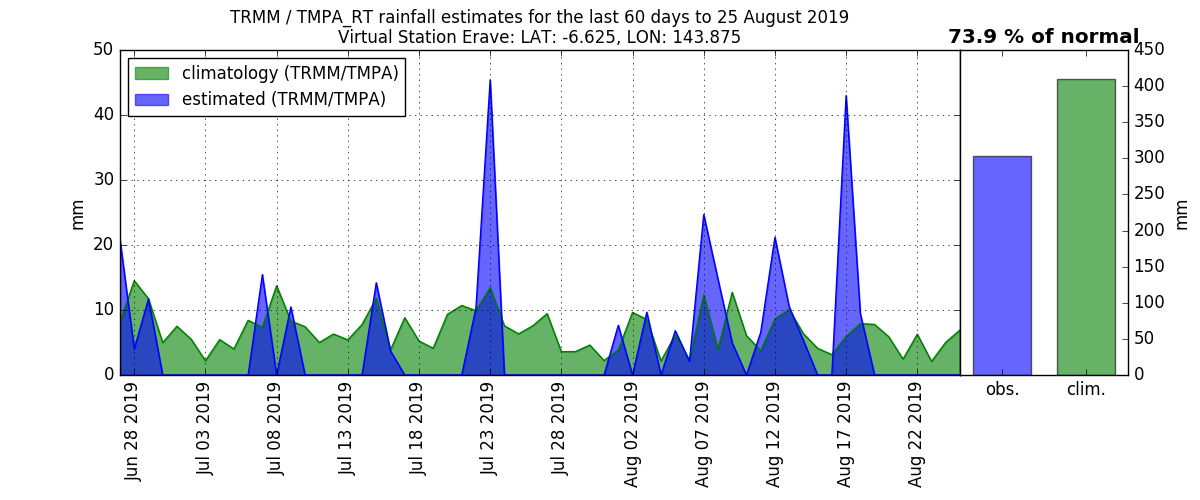 TRMM / TMPA_RT rainfall estimates for the last 60 days to 25 August 2019
Virtual Station Erave: LAT: -6.625, LON: 143.875
73.9 % of normal
climatology (TRMM/TMPA)
estimated (TRMM/TMPA)
mm
50
40
30
20
10
0
Jun 28 2019
Jul 03 2019
Jul 08 2019
Jul 13 2019
Jul 18 2019
Jul 23 2019
Jul 28 2019
Aug 02 2019
Aug 07 2019
Aug 12 2019
Aug 17 2019
Aug 22 2019
obs.
clim.
450
400
350
300
250
200
150
100
50
0
mm